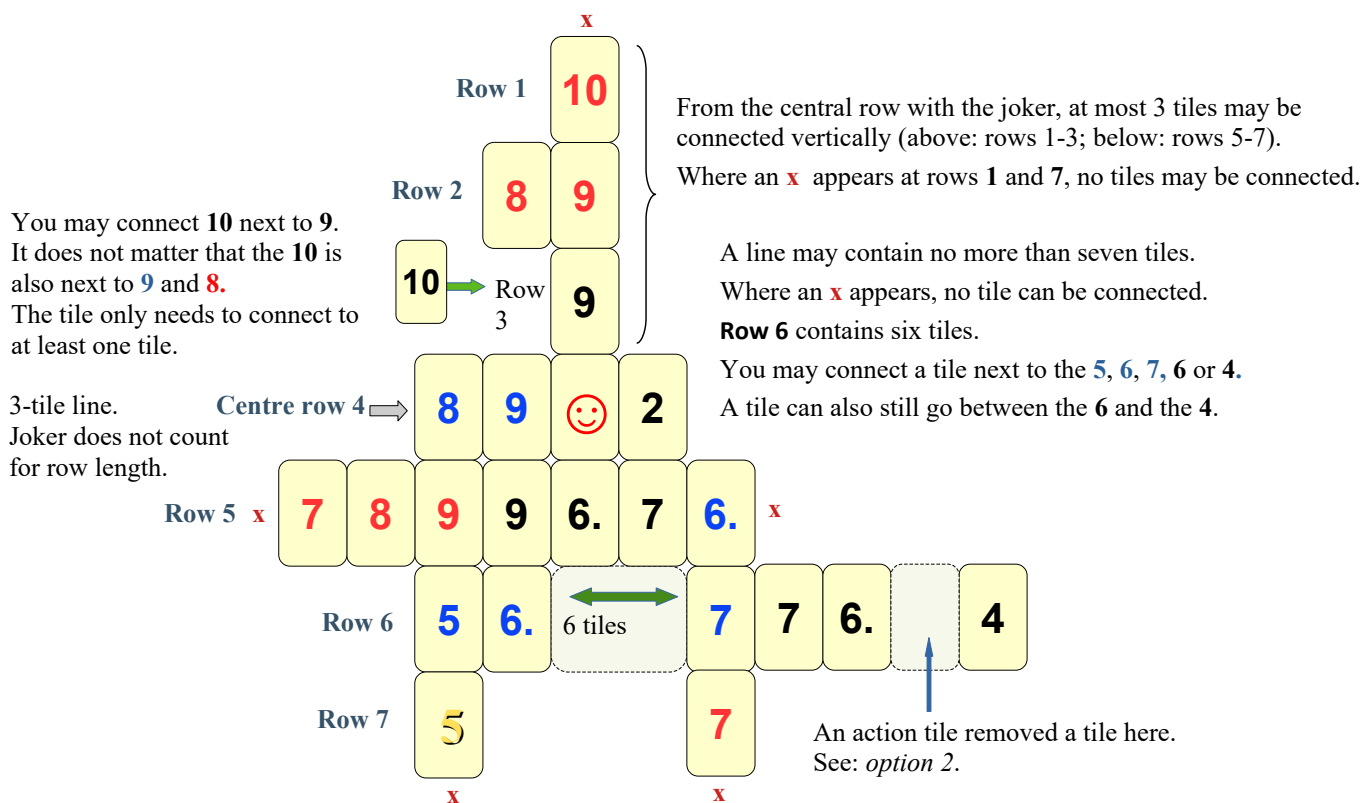 x
Row 1
10
From the central row with the joker, at most 3 tiles may be
connected vertically (above: rows 1-3; below: rows 5-7).
Where an x appears at rows 1 and 7, no tiles may be connected.
Row 2
8 9
You may connect 10 next to 9.
It does not matter that the 10 is
also next to 9 and 8.
The tile only needs to connect to
at least one tile.
10
Row
3
9
A line may contain no more than seven tiles.
Where an x appears, no tile can be connected.
Row 6 contains six tiles.
You may connect a tile next to the 5, 6, 7, 6 or 4.
A tile can also still go between the 6 and the 4.
3-tile line.
Joker does not count
for row length.
Centre row 4
8 9 2
Row 5 x 7 8 9 9 6. 7 6. x
Row 6
5 6. 6 tiles 7 7 6. 4
Row 7
5 7
An action tile removed a tile here.
See: option 2.
x x